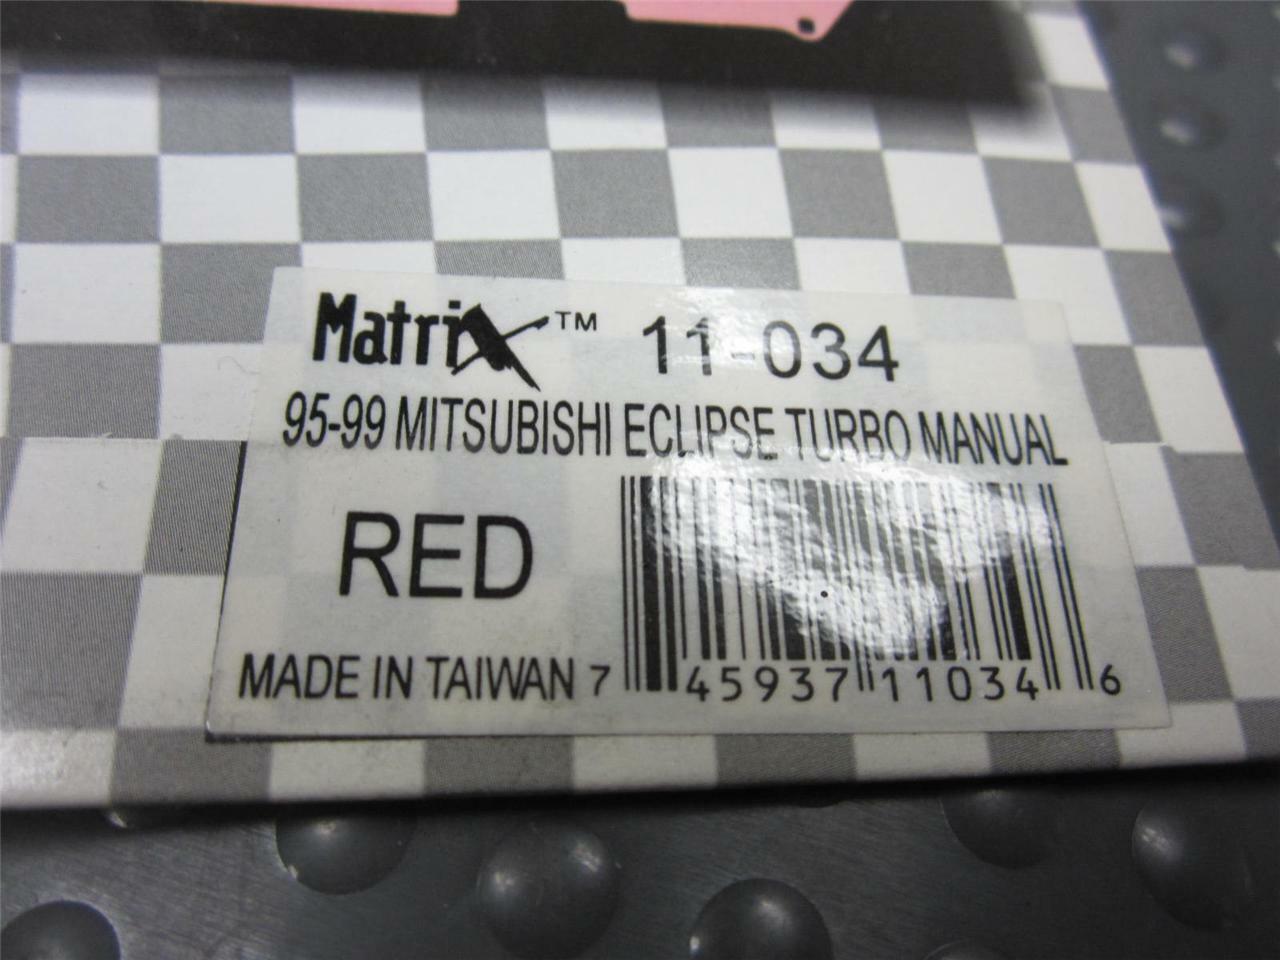 Matrix™ 11-034
95-99 MITSUBISHI ECLIPSE TURBO MANUAL
RED
MADE IN TAIWAN 7 45937 11034 6